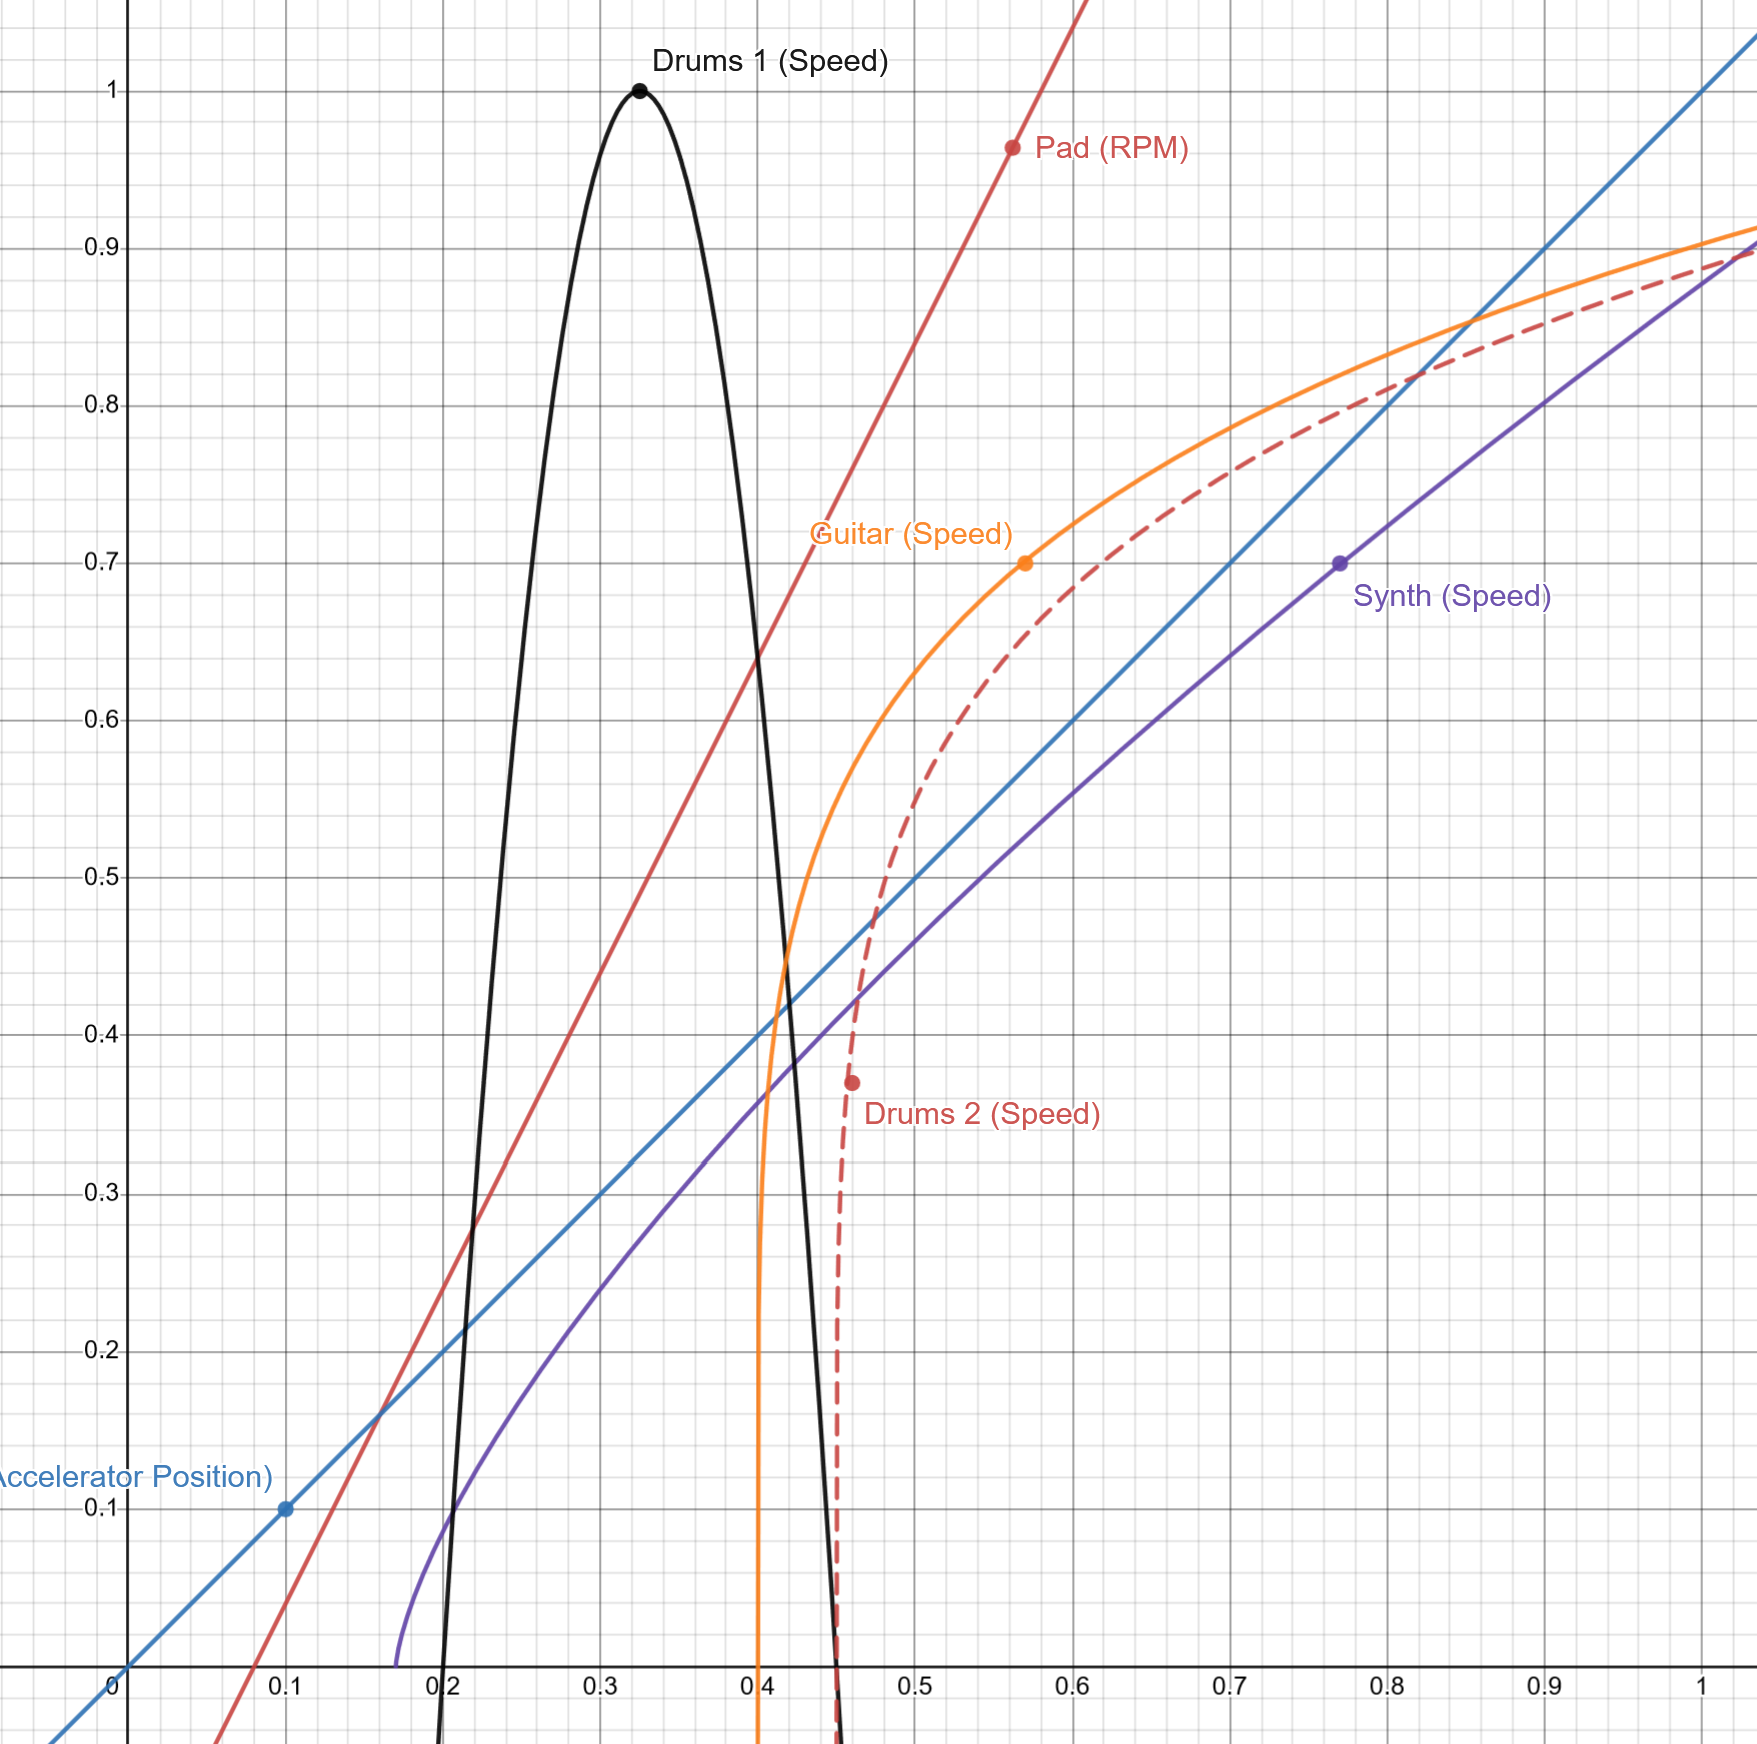 Drums 1 (Speed)
1
Pad (RPM)
0.9
0.8
0.7
Guitar (Speed)
Synth (Speed)
0.6
0.5
0.4
Drums 2 (Speed)
0.3
0.2
Accelerator Position)
0.1
0 0.1 0.2 0.3 0.4 0.5 0.6 0.7 0.8 0.9 1